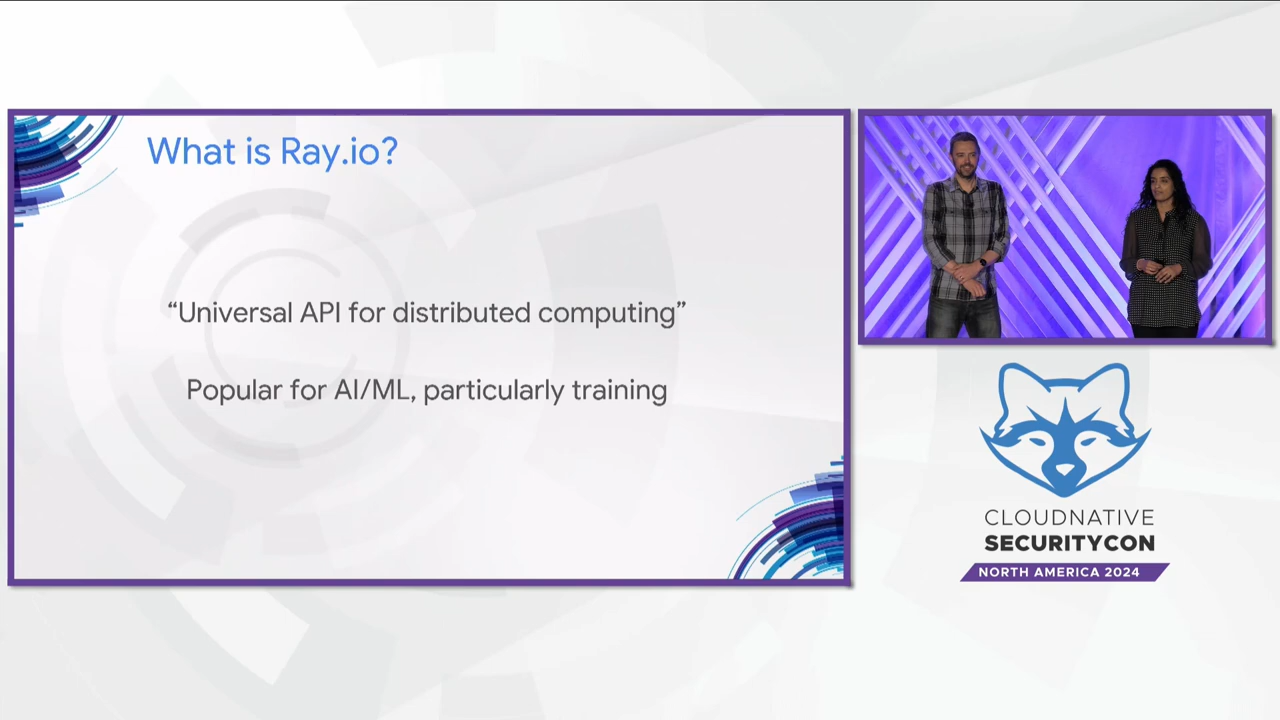 What is Ray.io?
“Universal API for distributed computing”
Popular for AI/ML, particularly training
CLOUDNATIVE
SECURITYCON
NORTH AMERICA 2024